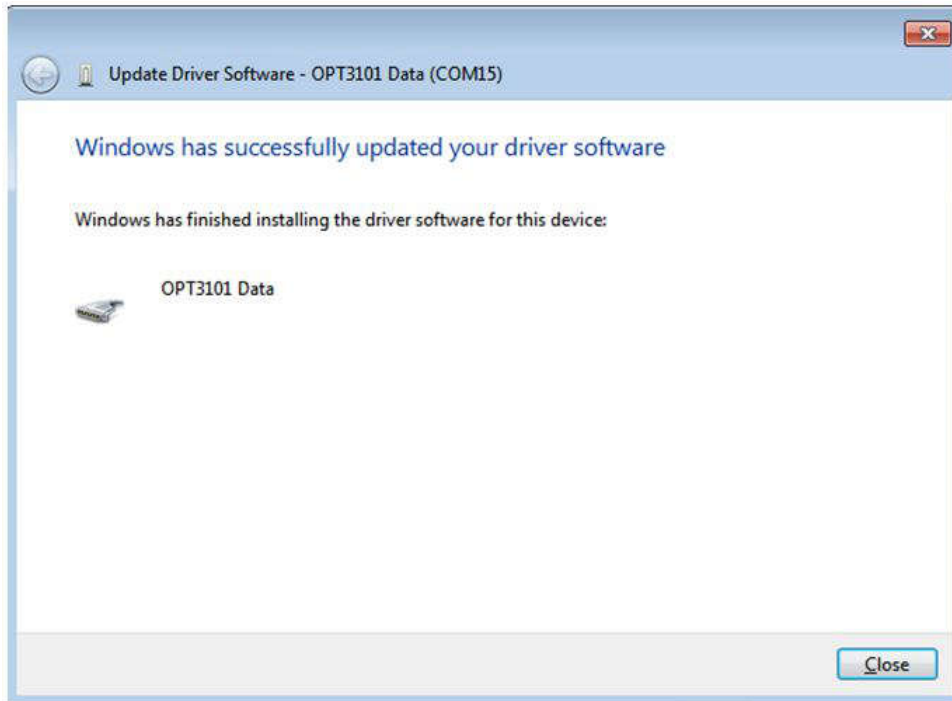 Update Driver Software - OPT3101 Data (COM15)
Windows has successfully updated your driver software
Windows has finished installing the driver software for this device:
OPT3101 Data
Close